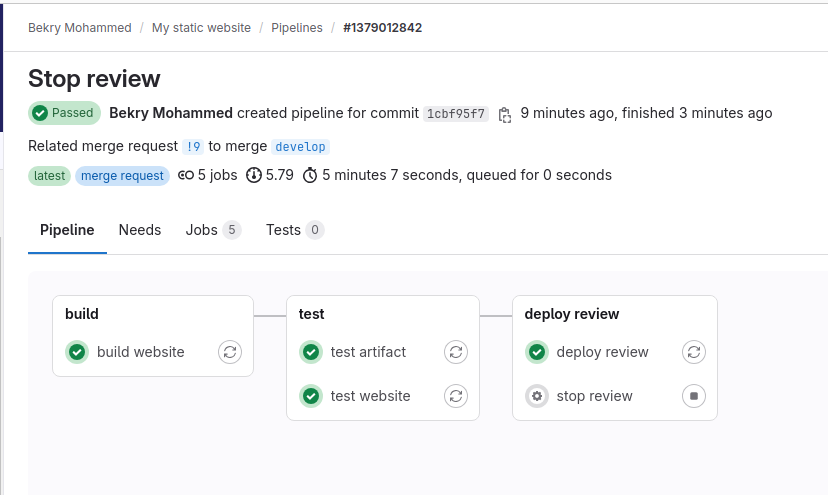 Bekry Mohammed / My static website / Pipelines / #1379012842
Stop review
Passed Bekry Mohammed created pipeline for commit 1cbf95f7 9 minutes ago, finished 3 minutes ago
Related merge request !9 to merge develop
latest merge request 5 jobs 5.79 5 minutes 7 seconds, queued for 0 seconds
Pipeline Needs Jobs 5 Tests 0
build
build website
test
test artifact
test website
deploy review
deploy review
stop review